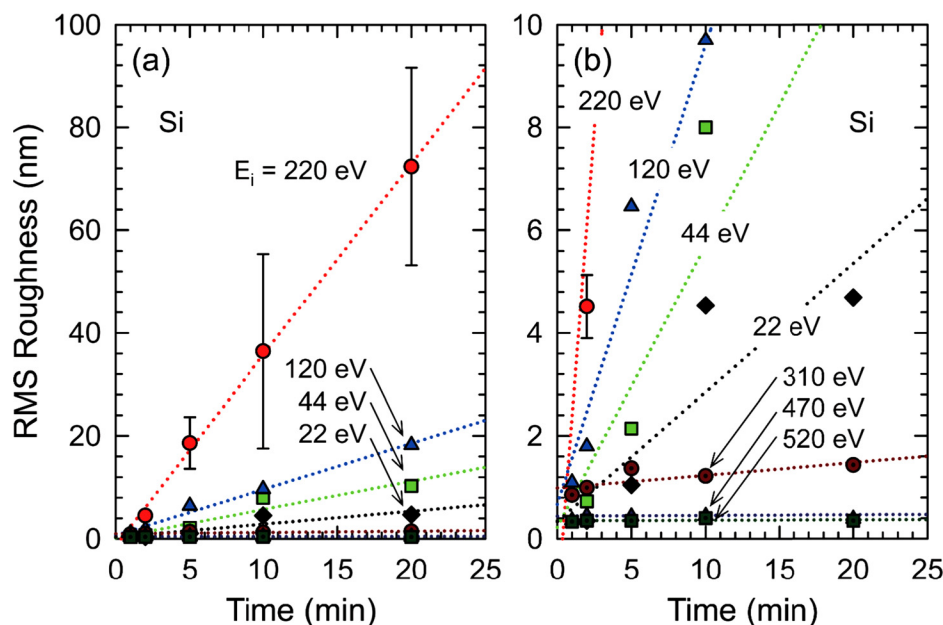 (a)
Si
E_i = 220 eV
120 eV
44 eV
22 eV
RMS Roughness (nm)
100
80
60
40
20
0
0 5 10 15 20 25
Time (min)
(b)
Si
220 eV
120 eV
44 eV
22 eV
310 eV
470 eV
520 eV
10
8
6
4
2
0
0 5 10 15 20 25
Time (min)